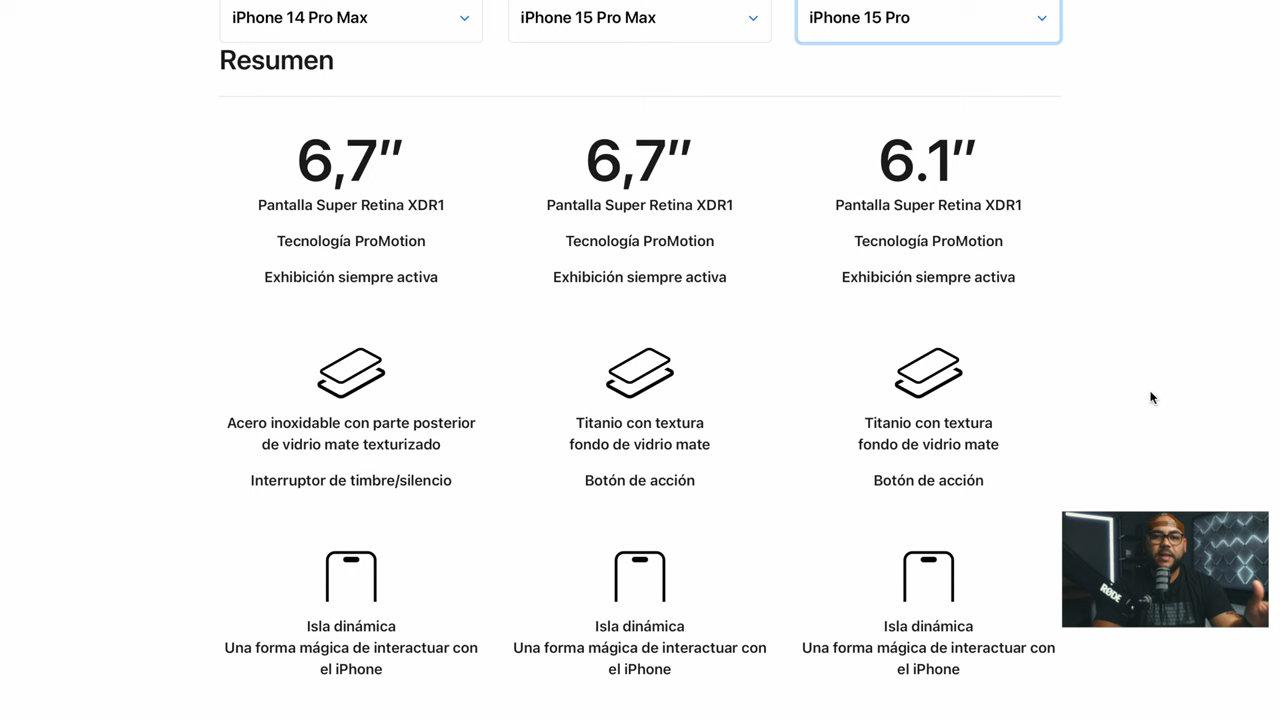 iPhone 14 Pro Max
iPhone 15 Pro Max
iPhone 15 Pro
Resumen
6,7″
6,7″
6.1″
Pantalla Super Retina XDR1
Pantalla Super Retina XDR1
Pantalla Super Retina XDR1
Tecnología ProMotion
Tecnología ProMotion
Tecnología ProMotion
Exhibición siempre activa
Exhibición siempre activa
Exhibición siempre activa
Acero inoxidable con parte posterior
de vidrio mate texturizado
Titanio con textura
fondo de vidrio mate
Titanio con textura
fondo de vidrio mate
Interruptor de timbre/silencio
Botón de acción
Botón de acción
Isla dinámica
Una forma mágica de interactuar con
el iPhone
Isla dinámica
Una forma mágica de interactuar con
el iPhone
Isla dinámica
Una forma mágica de interactuar con
el iPhone
RØDE